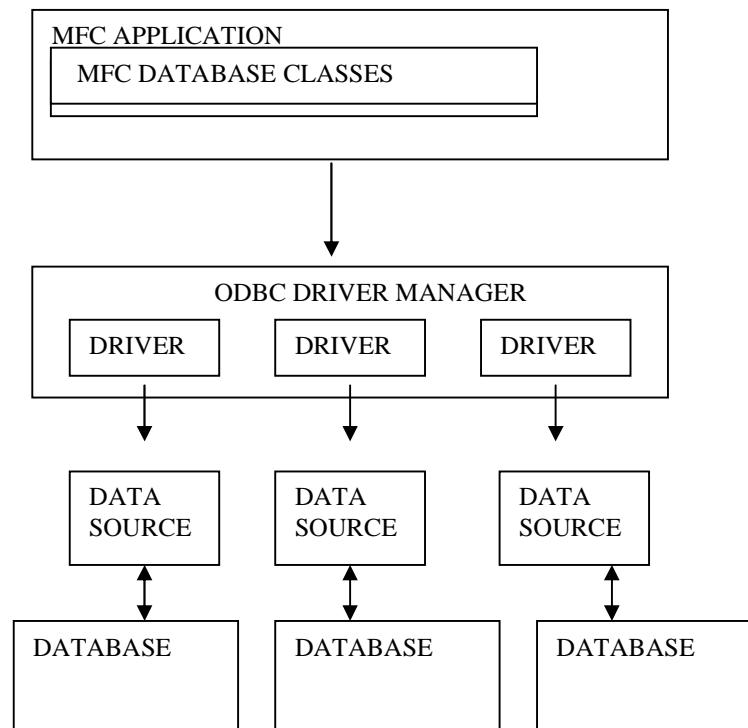 MFC APPLICATION
MFC DATABASE CLASSES
ODBC DRIVER MANAGER
DRIVER DRIVER DRIVER
DATA SOURCE
DATA SOURCE
DATA SOURCE
DATABASE DATABASE DATABASE